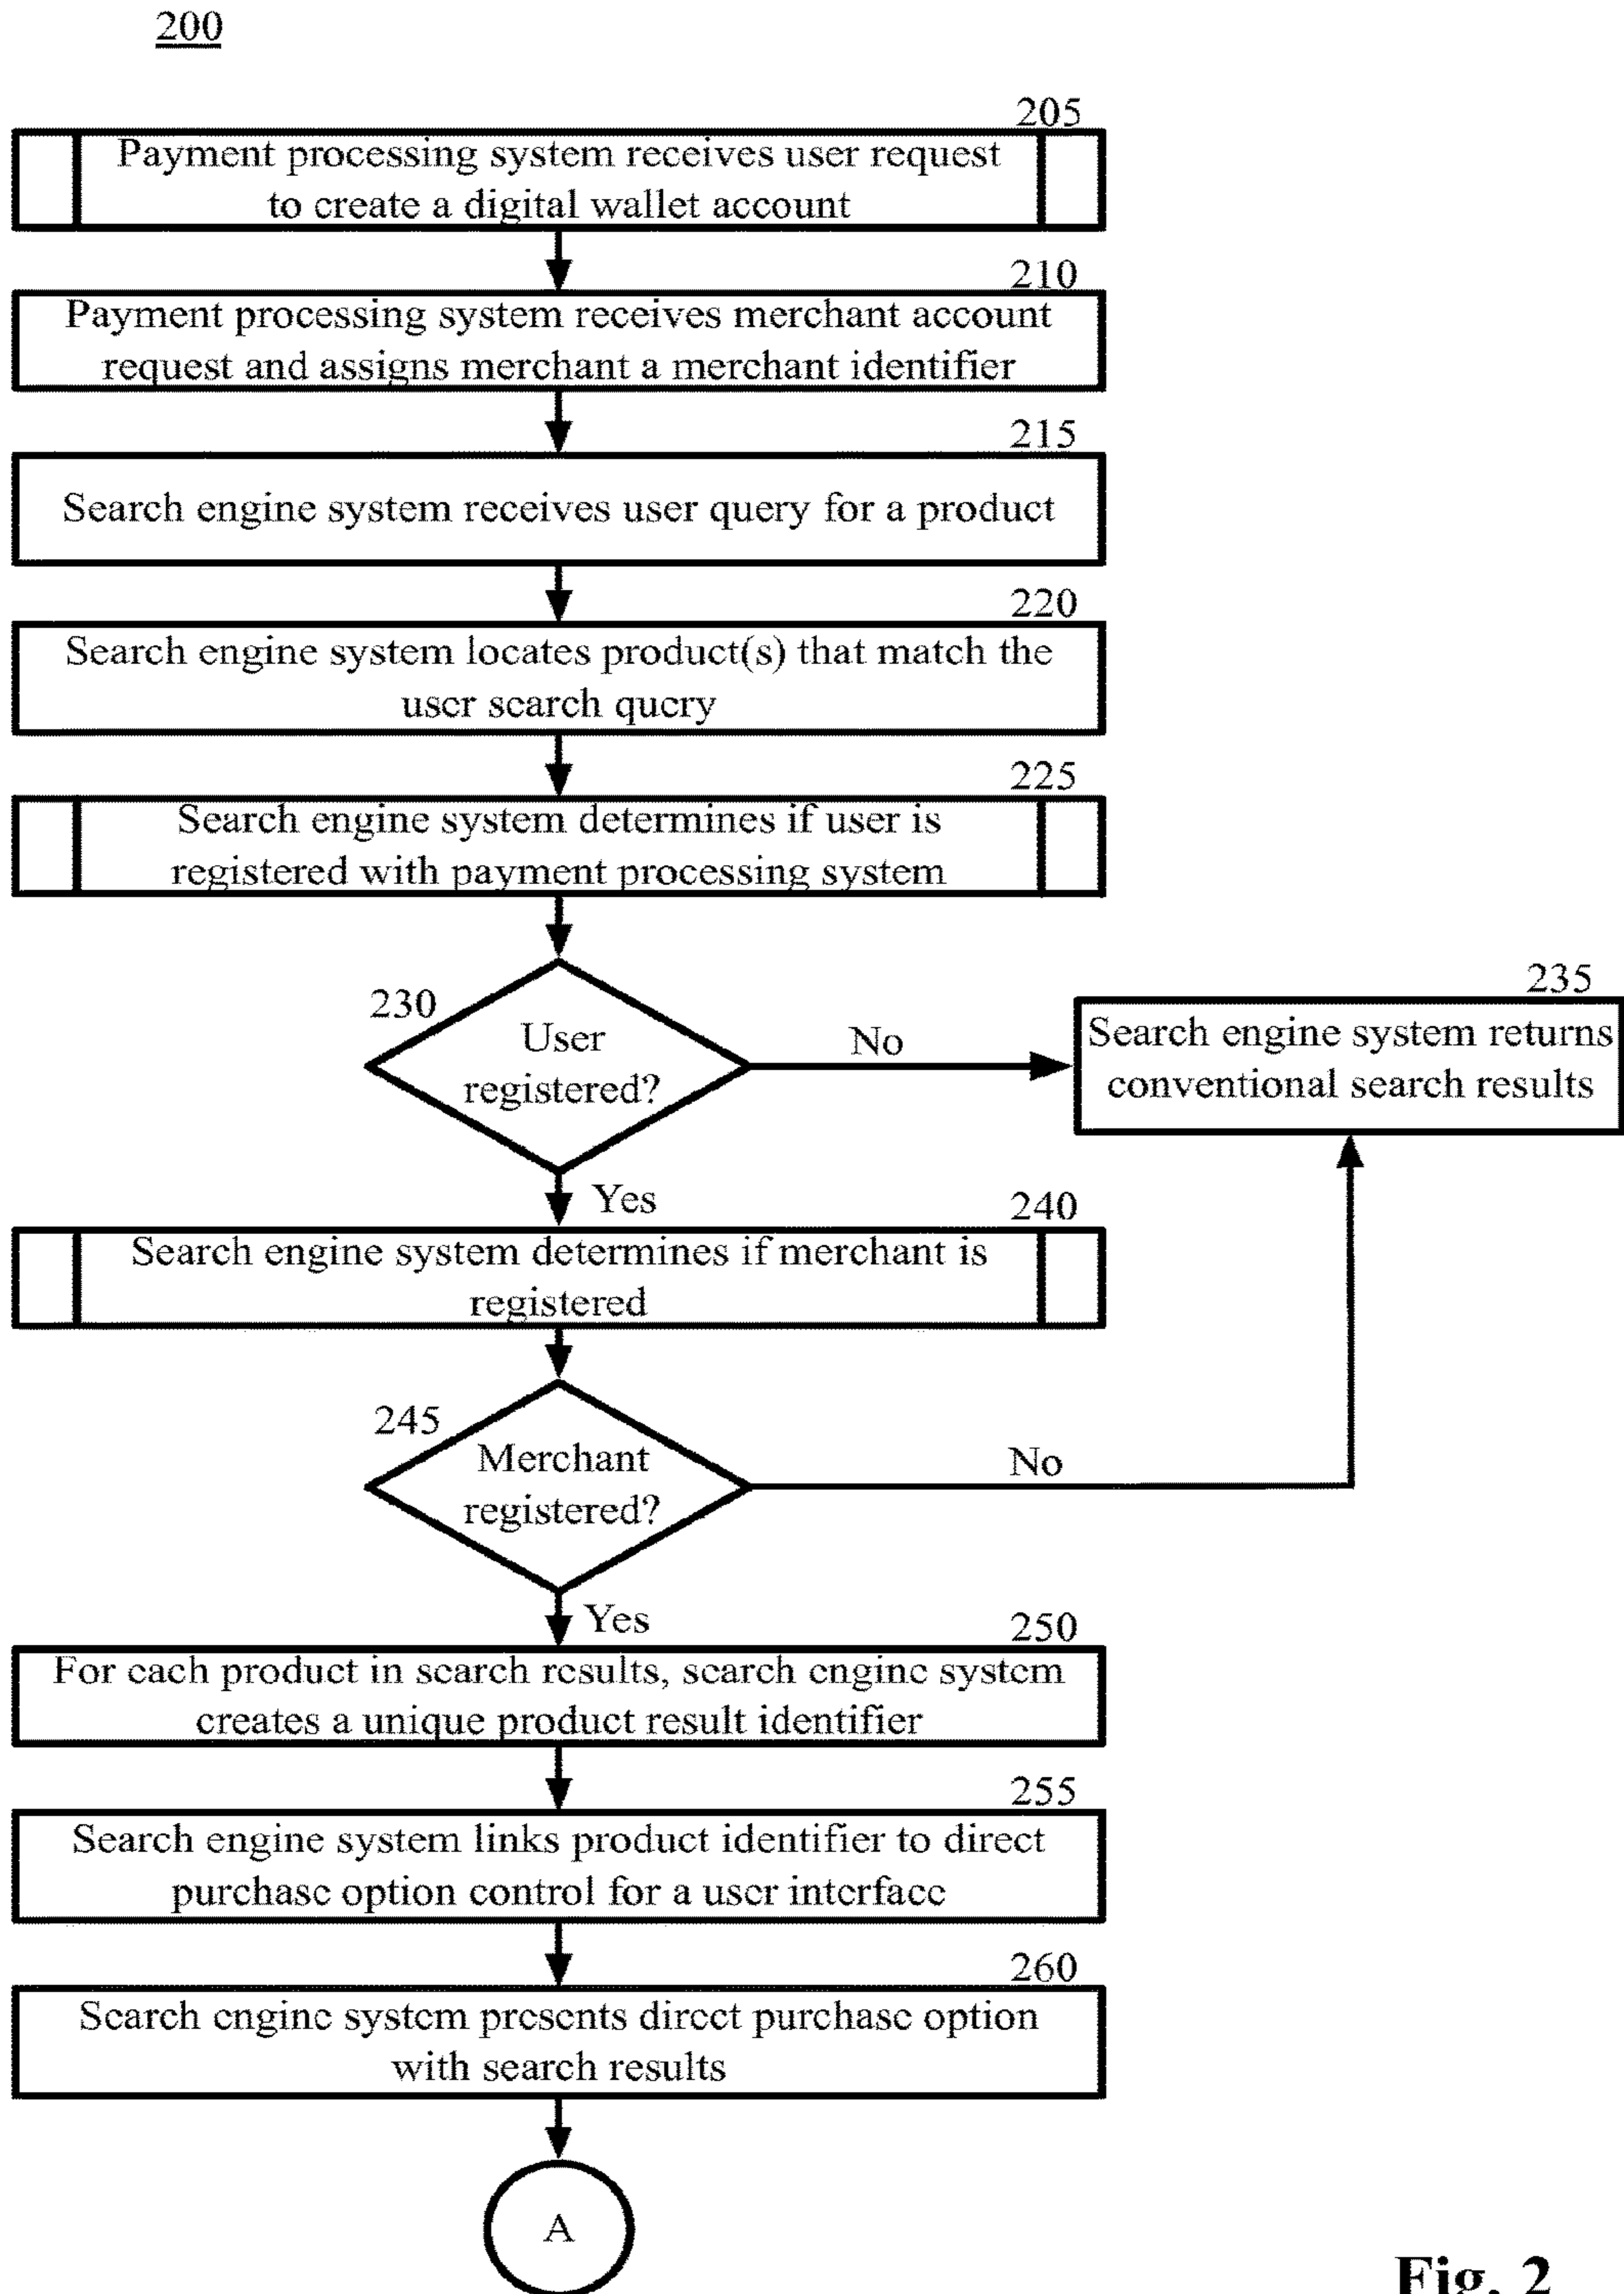 200
205
Payment processing system receives user request
to create a digital wallet account
210
Payment processing system receives merchant account
request and assigns merchant a merchant identifier
215
Search engine system receives user query for a product
220
Search engine system locates product(s) that match the
user search query
225
Search engine system determines if user is
registered with payment processing system
230
User
registered?
No
235
Search engine system returns
conventional search results
Yes
240
Search engine system determines if merchant is
registered
245
Merchant
registered?
No
Yes
250
For each product in search results, search engine system
creates a unique product result identifier
255
Search engine system links product identifier to direct
purchase option control for a user interface
260
Search engine system presents direct purchase option
with search results
A
Fig. 2